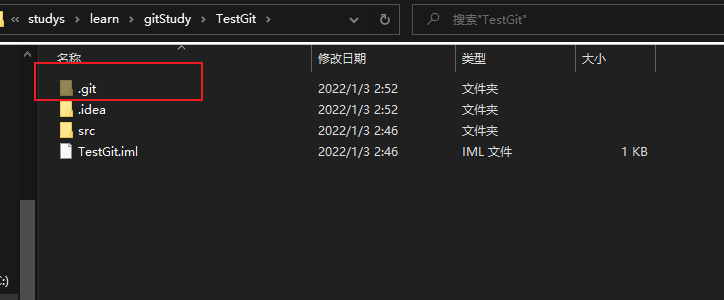 « studys › learn › gitStudy › TestGit › 搜索"TestGit"
名称 修改日期 类型 大小
.git 2022/1/3 2:52 文件夹
.idea 2022/1/3 2:52 文件夹
src 2022/1/3 2:46 文件夹
TestGit.iml 2022/1/3 2:46 IML 文件 1 KB
C:)